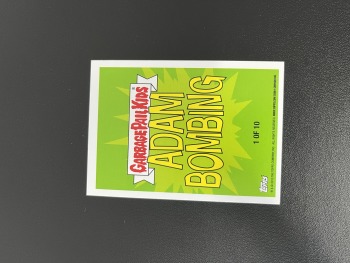 GARBAGE PAIL KIDS
ADAM
BOMBING
1 OF 10
Topps